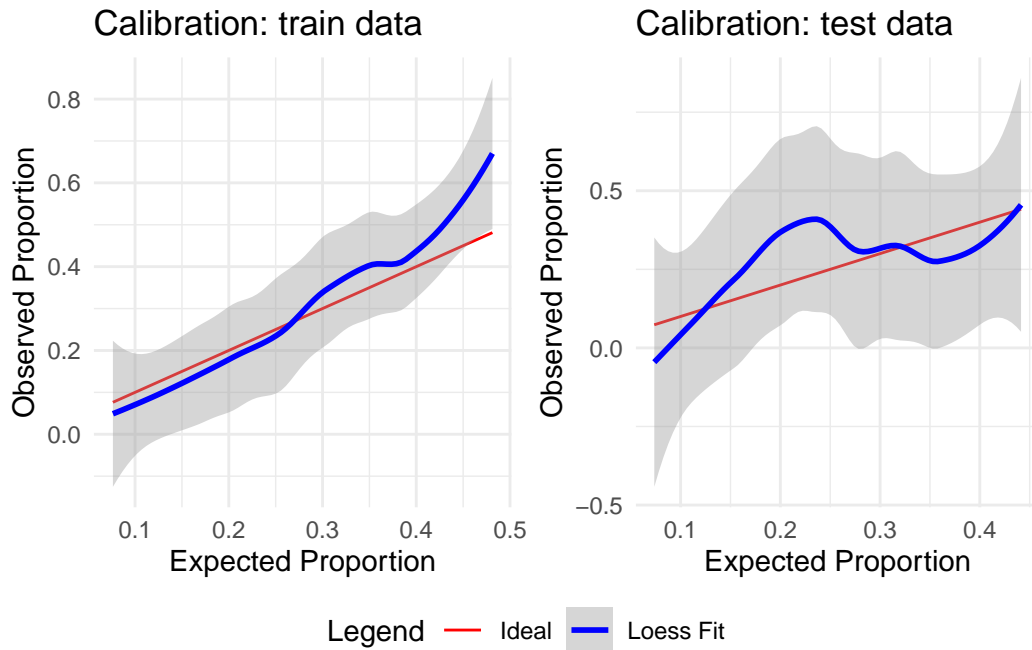 Calibration: train data
Observed Proportion
0.8
0.6
0.4
0.2
0.0
0.1 0.2 0.3 0.4 0.5
Expected Proportion
Calibration: test data
Observed Proportion
0.5
0.0
−0.5
0.1 0.2 0.3 0.4
Expected Proportion
Legend Ideal Loess Fit